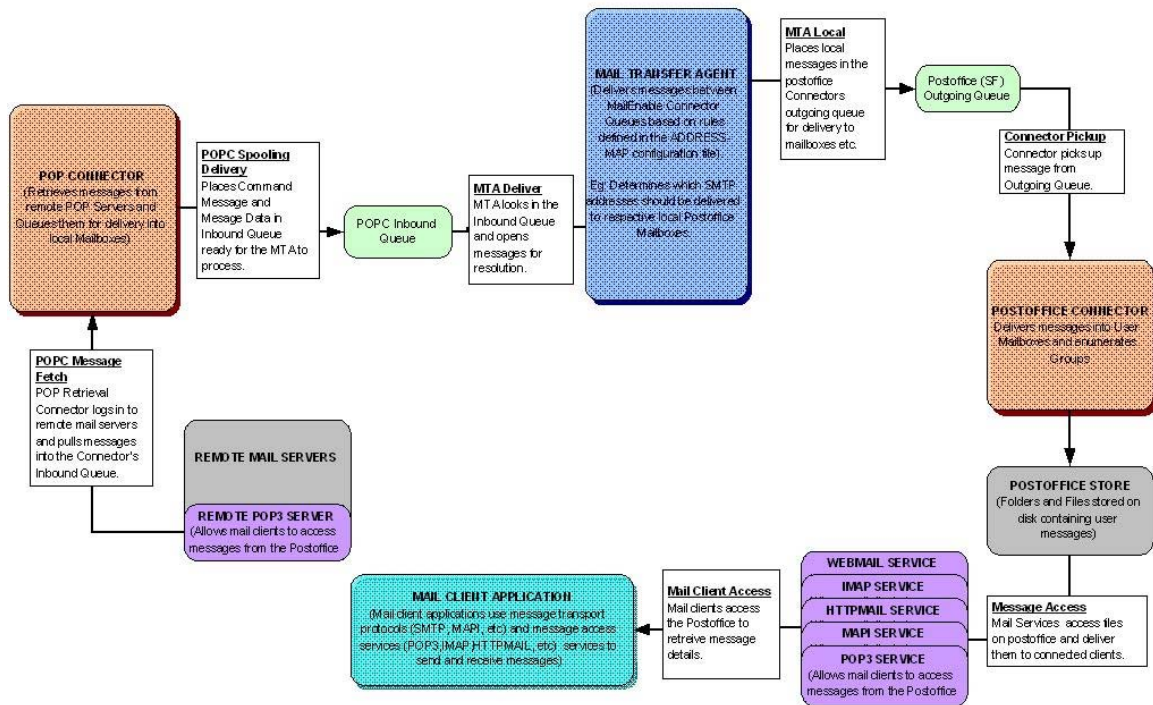 POP CONNECTOR
(Retrieves messages from
remote POP Servers and
Queues them for delivery into
local Mailboxes)
POPC Spooling
Delivery
Places Command
Message and
Message Data in
Inbound Queue
ready for the MTA to
process.
POPC Inbound
Queue
MTA Deliver
MTA looks in the
Inbound Queue
and opens
messages for
resolution.
MAIL TRANSFER AGENT
(Delivers messages between
MailEnable Connector
Queues based on rules
defined in the ADDRESS-
MAP configuration file).
Eg: Determines which SMTP
addresses should be delivered
to respective local Postoffice
Mailboxes.
MTA Local
Places local
messages in the
postoffice
Connectors
outgoing queue
for delivery to
mailboxes etc.
Postoffice (SF)
Outgoing Queue
Connector Pickup
Connector picks up
message from
Outgoing Queue.
POSTOFFICE CONNECTOR
Delivers messages into User
Mailboxes and enumerates
Groups
POSTOFFICE STORE
(Folders and Files stored on
disk containing user
messages)
Message Access
Mail Services access files
on postoffice and deliver
them to connected clients.
WEBMAIL SERVICE
IMAP SERVICE
HTTPMAIL SERVICE
MAPI SERVICE
POP3 SERVICE
(Allows mail clients to access
messages from the Postoffice
Mail Client Access
Mail clients access
the Postoffice to
retreive message
details.
MAIL CLIENT APPLICATION
(Mail client applications use message transport
protocols (SMTP, MAPI, etc) and message access
services (POP3,IMAP,HTTPMAIL, etc) services to
send and receive messages)
POPC Message
Fetch
POP Retrieval
Connector logs in to
remote mail servers
and pulls messages
into the Connector's
Inbound Queue.
REMOTE MAIL SERVERS
REMOTE POP3 SERVER
(Allows mail clients to access
messages from the Postoffice